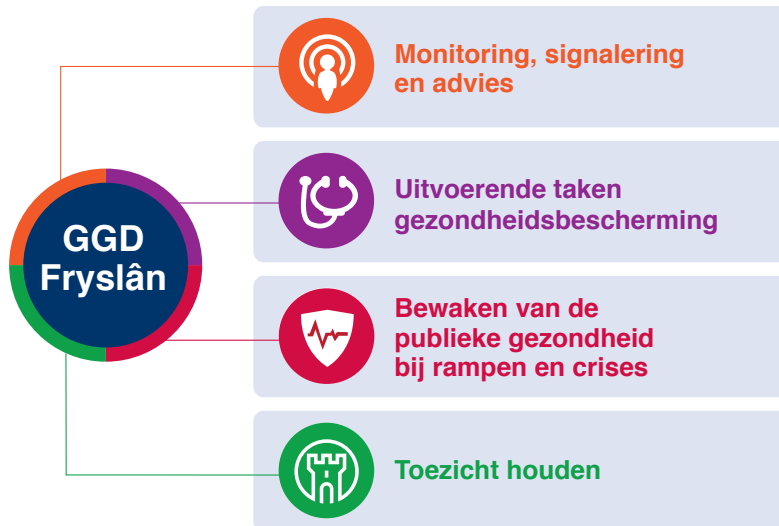 GGD
Fryslân
Monitoring, signalering
en advies
Uitvoerende taken
gezondheidsbescherming
Bewaken van de
publieke gezondheid
bij rampen en crises
Toezicht houden